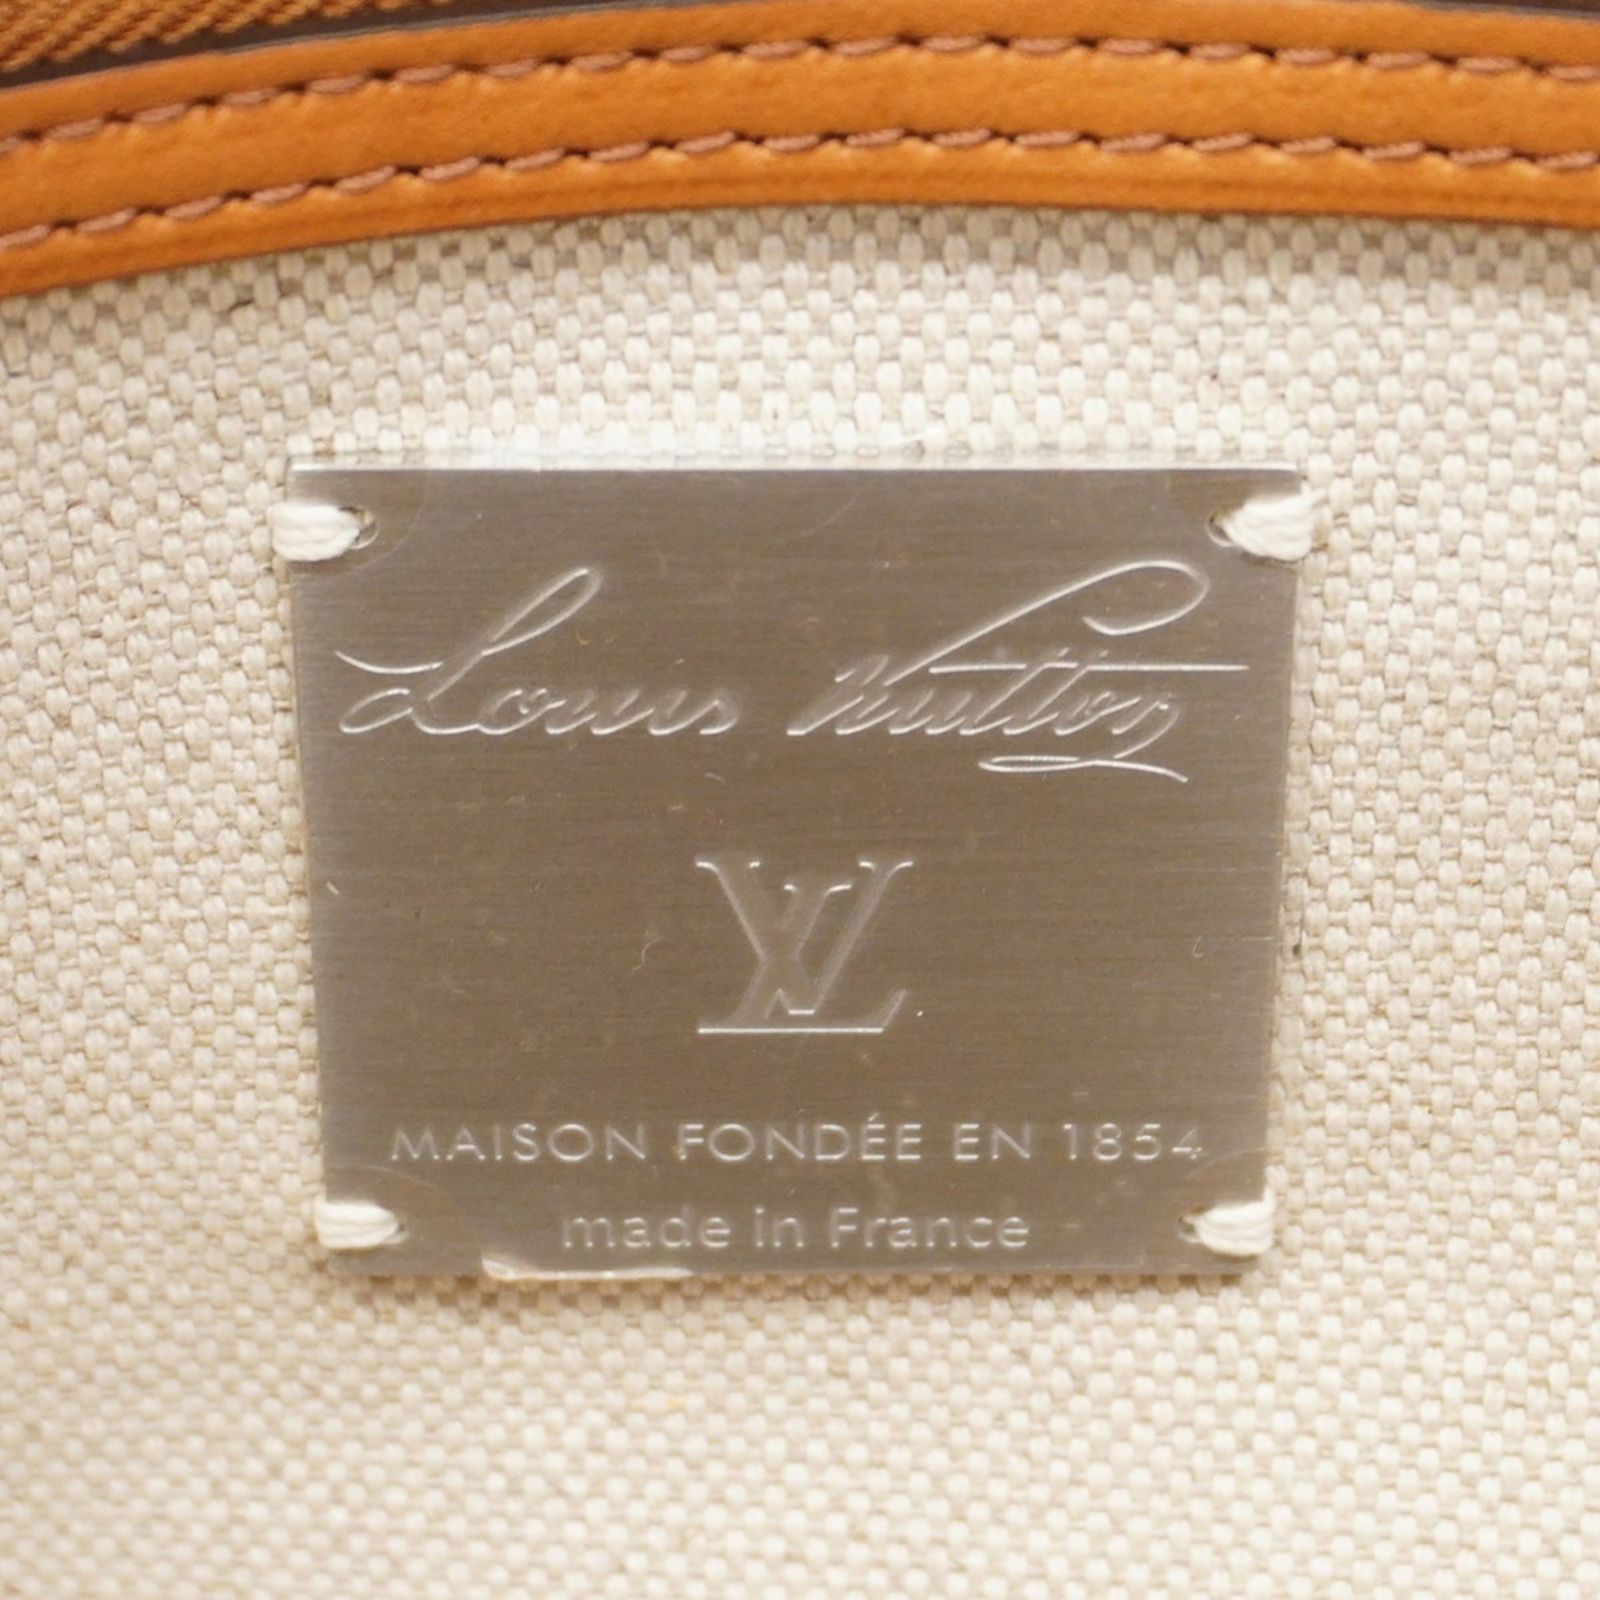 Louis Vuitton
LV
MAISON FONDÉE EN 1854
made in France